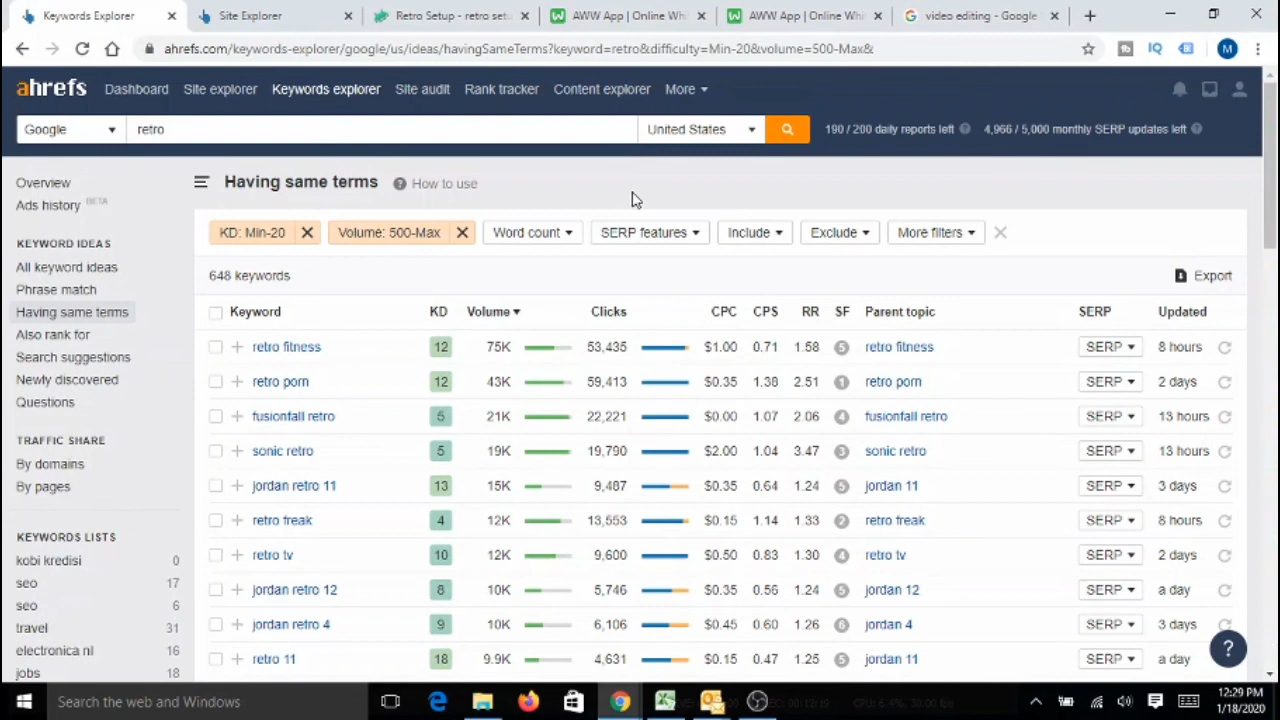 Keywords Explorer
Site Explorer
Retro Setup - retro setu
AWW App | Online Whi
AWW App | Online Whi
video editing - Google
ahrefs.com/keywords-explorer/google/us/ideas/havingSameTerms?keyword=retro&difficulty=Min-20&volume=500-Max&
IQ
M
ahrefs Dashboard Site explorer Keywords explorer Site audit Rank tracker Content explorer More
Google retro United States 190 / 200 daily reports left 4,966 / 5,000 monthly SERP updates left
Overview
Ads history BETA
KEYWORD IDEAS
All keyword ideas
Phrase match
Having same terms
Also rank for
Search suggestions
Newly discovered
Questions
TRAFFIC SHARE
By domains
By pages
KEYWORDS LISTS
kobi kredisi 0
seo 17
seo 6
travel 31
electronica nl 16
jobs 18
Having same terms ? How to use
KD: Min-20 Volume: 500-Max Word count SERP features Include Exclude More filters
648 keywords Export
Keyword KD Volume Clicks CPC CPS RR SF Parent topic SERP Updated
retro fitness 12 75K 53,435 $1.00 0.71 1.58 5 retro fitness SERP 8 hours
retro porn 12 43K 59,413 $0.35 1.38 2.51 1 retro porn SERP 2 days
fusionfall retro 5 21K 22,221 $0.00 1.07 2.06 4 fusionfall retro SERP 13 hours
sonic retro 5 19K 19,790 $2.00 1.04 3.47 3 sonic retro SERP 13 hours
jordan retro 11 13 15K 9,487 $0.35 0.64 1.24 5 jordan 11 SERP 3 days
retro freak 4 12K 13,553 $0.15 1.14 1.33 2 retro freak SERP 8 hours
retro tv 10 12K 9,600 $0.50 0.83 1.30 4 retro tv SERP 2 days
jordan retro 12 8 10K 5,746 $0.35 0.56 1.24 5 jordan 12 SERP a day
jordan retro 4 9 10K 6,106 $0.45 0.60 1.26 6 jordan 4 SERP 3 days
retro 11 18 9.9K 4,631 $0.15 0.47 1.25 5 jordan 11 SERP a day
?
Search the web and Windows
12:29 PM
1/18/2020